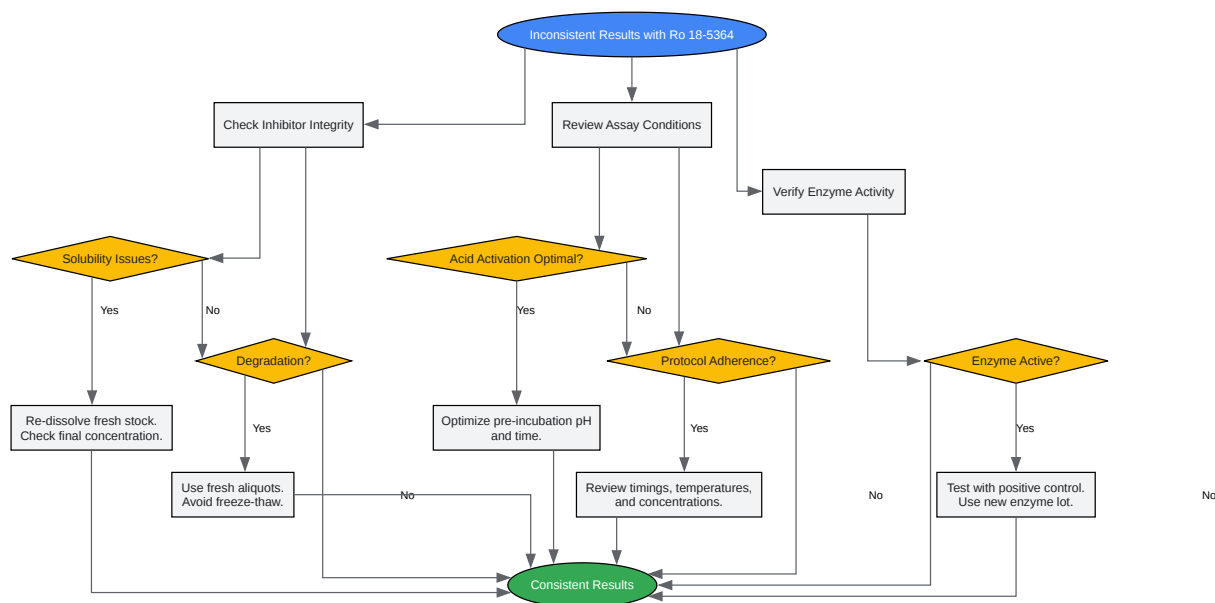 Inconsistent Results with Ro 18-5364
Check Inhibitor Integrity
Review Assay Conditions
Verify Enzyme Activity
Solubility Issues?
Acid Activation Optimal?
Yes
No
Yes
No
Degradation?
Protocol Adherence?
Enzyme Active?
Re-dissolve fresh stock.
Check final concentration.
Optimize pre-incubation pH
and time.
Yes
Yes
Yes
Use fresh aliquots.
Avoid freeze-thaw.
No
Review timings, temperatures,
and concentrations.
No
Test with positive control.
Use new enzyme lot.
No
Consistent Results